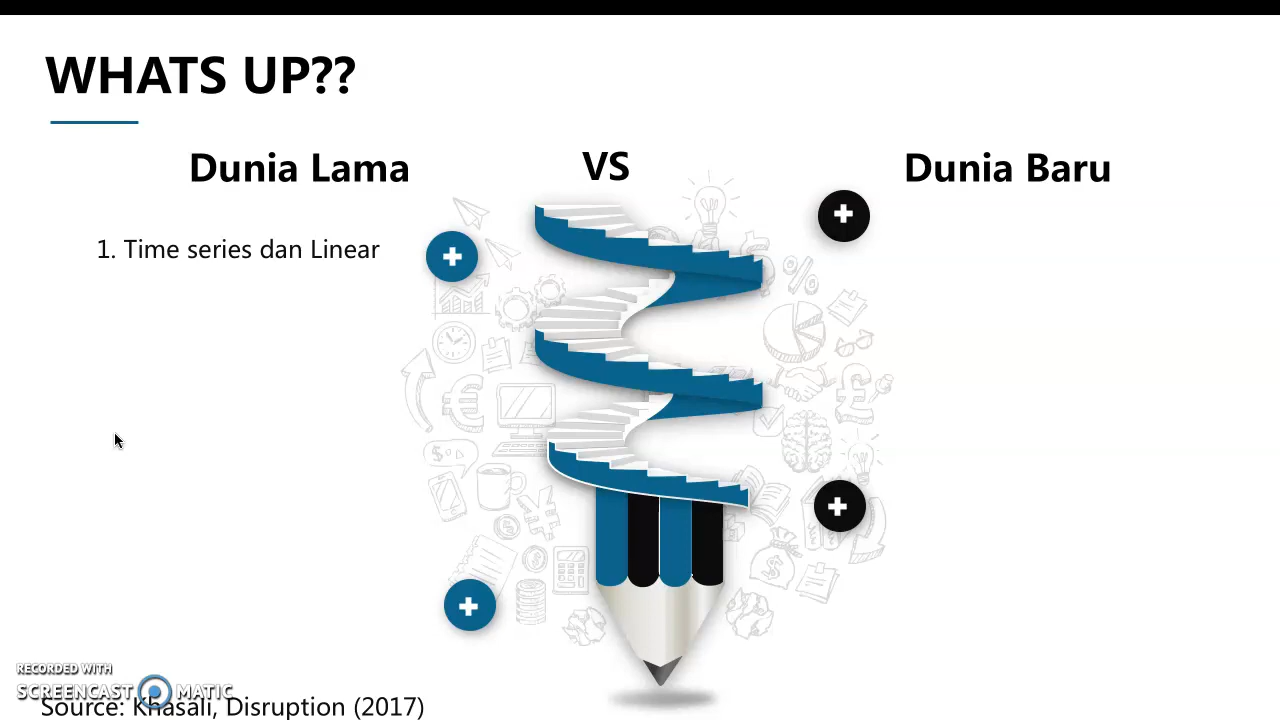 WHATS UP??
Dunia Lama VS Dunia Baru
1. Time series dan Linear
RECORDED WITH
SCREENCAST MATIC
Source: Khasali, Disruption (2017)